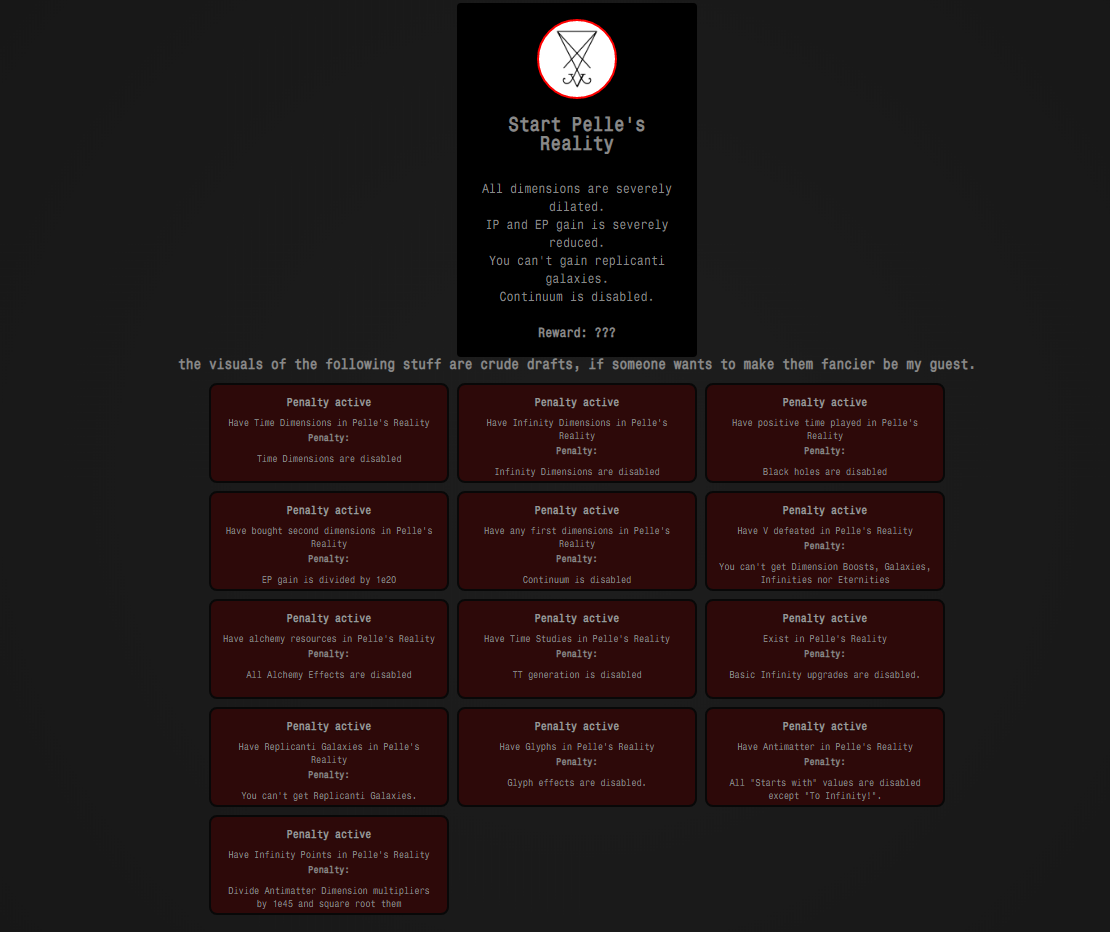 Start Pelle's
Reality
All dimensions are severely
dilated.
IP and EP gain is severely
reduced.
You can't gain replicanti
galaxies.
Continuum is disabled.
Reward: ???
the visuals of the following stuff are crude drafts, if someone wants to make them fancier be my guest.
Penalty active
Have Time Dimensions in Pelle's Reality
Penalty:
Time Dimensions are disabled
Penalty active
Have Infinity Dimensions in Pelle's
Reality
Penalty:
Infinity Dimensions are disabled
Penalty active
Have positive time played in Pelle's
Reality
Penalty:
Black holes are disabled
Penalty active
Have bought second dimensions in Pelle's
Reality
Penalty:
EP gain is divided by 1e20
Penalty active
Have any first dimensions in Pelle's
Reality
Penalty:
Continuum is disabled
Penalty active
Have V defeated in Pelle's Reality
Penalty:
You can't get Dimension Boosts, Galaxies,
Infinities nor Eternities
Penalty active
Have alchemy resources in Pelle's Reality
Penalty:
All Alchemy Effects are disabled
Penalty active
Have Time Studies in Pelle's Reality
Penalty:
TT generation is disabled
Penalty active
Exist in Pelle's Reality
Penalty:
Basic Infinity upgrades are disabled.
Penalty active
Have Replicanti Galaxies in Pelle's
Reality
Penalty:
You can't get Replicanti Galaxies.
Penalty active
Have Glyphs in Pelle's Reality
Penalty:
Glyph effects are disabled.
Penalty active
Have Antimatter in Pelle's Reality
Penalty:
All "Starts with" values are disabled
except "To Infinity!".
Penalty active
Have Infinity Points in Pelle's Reality
Penalty:
Divide Antimatter Dimension multipliers
by 1e45 and square root them